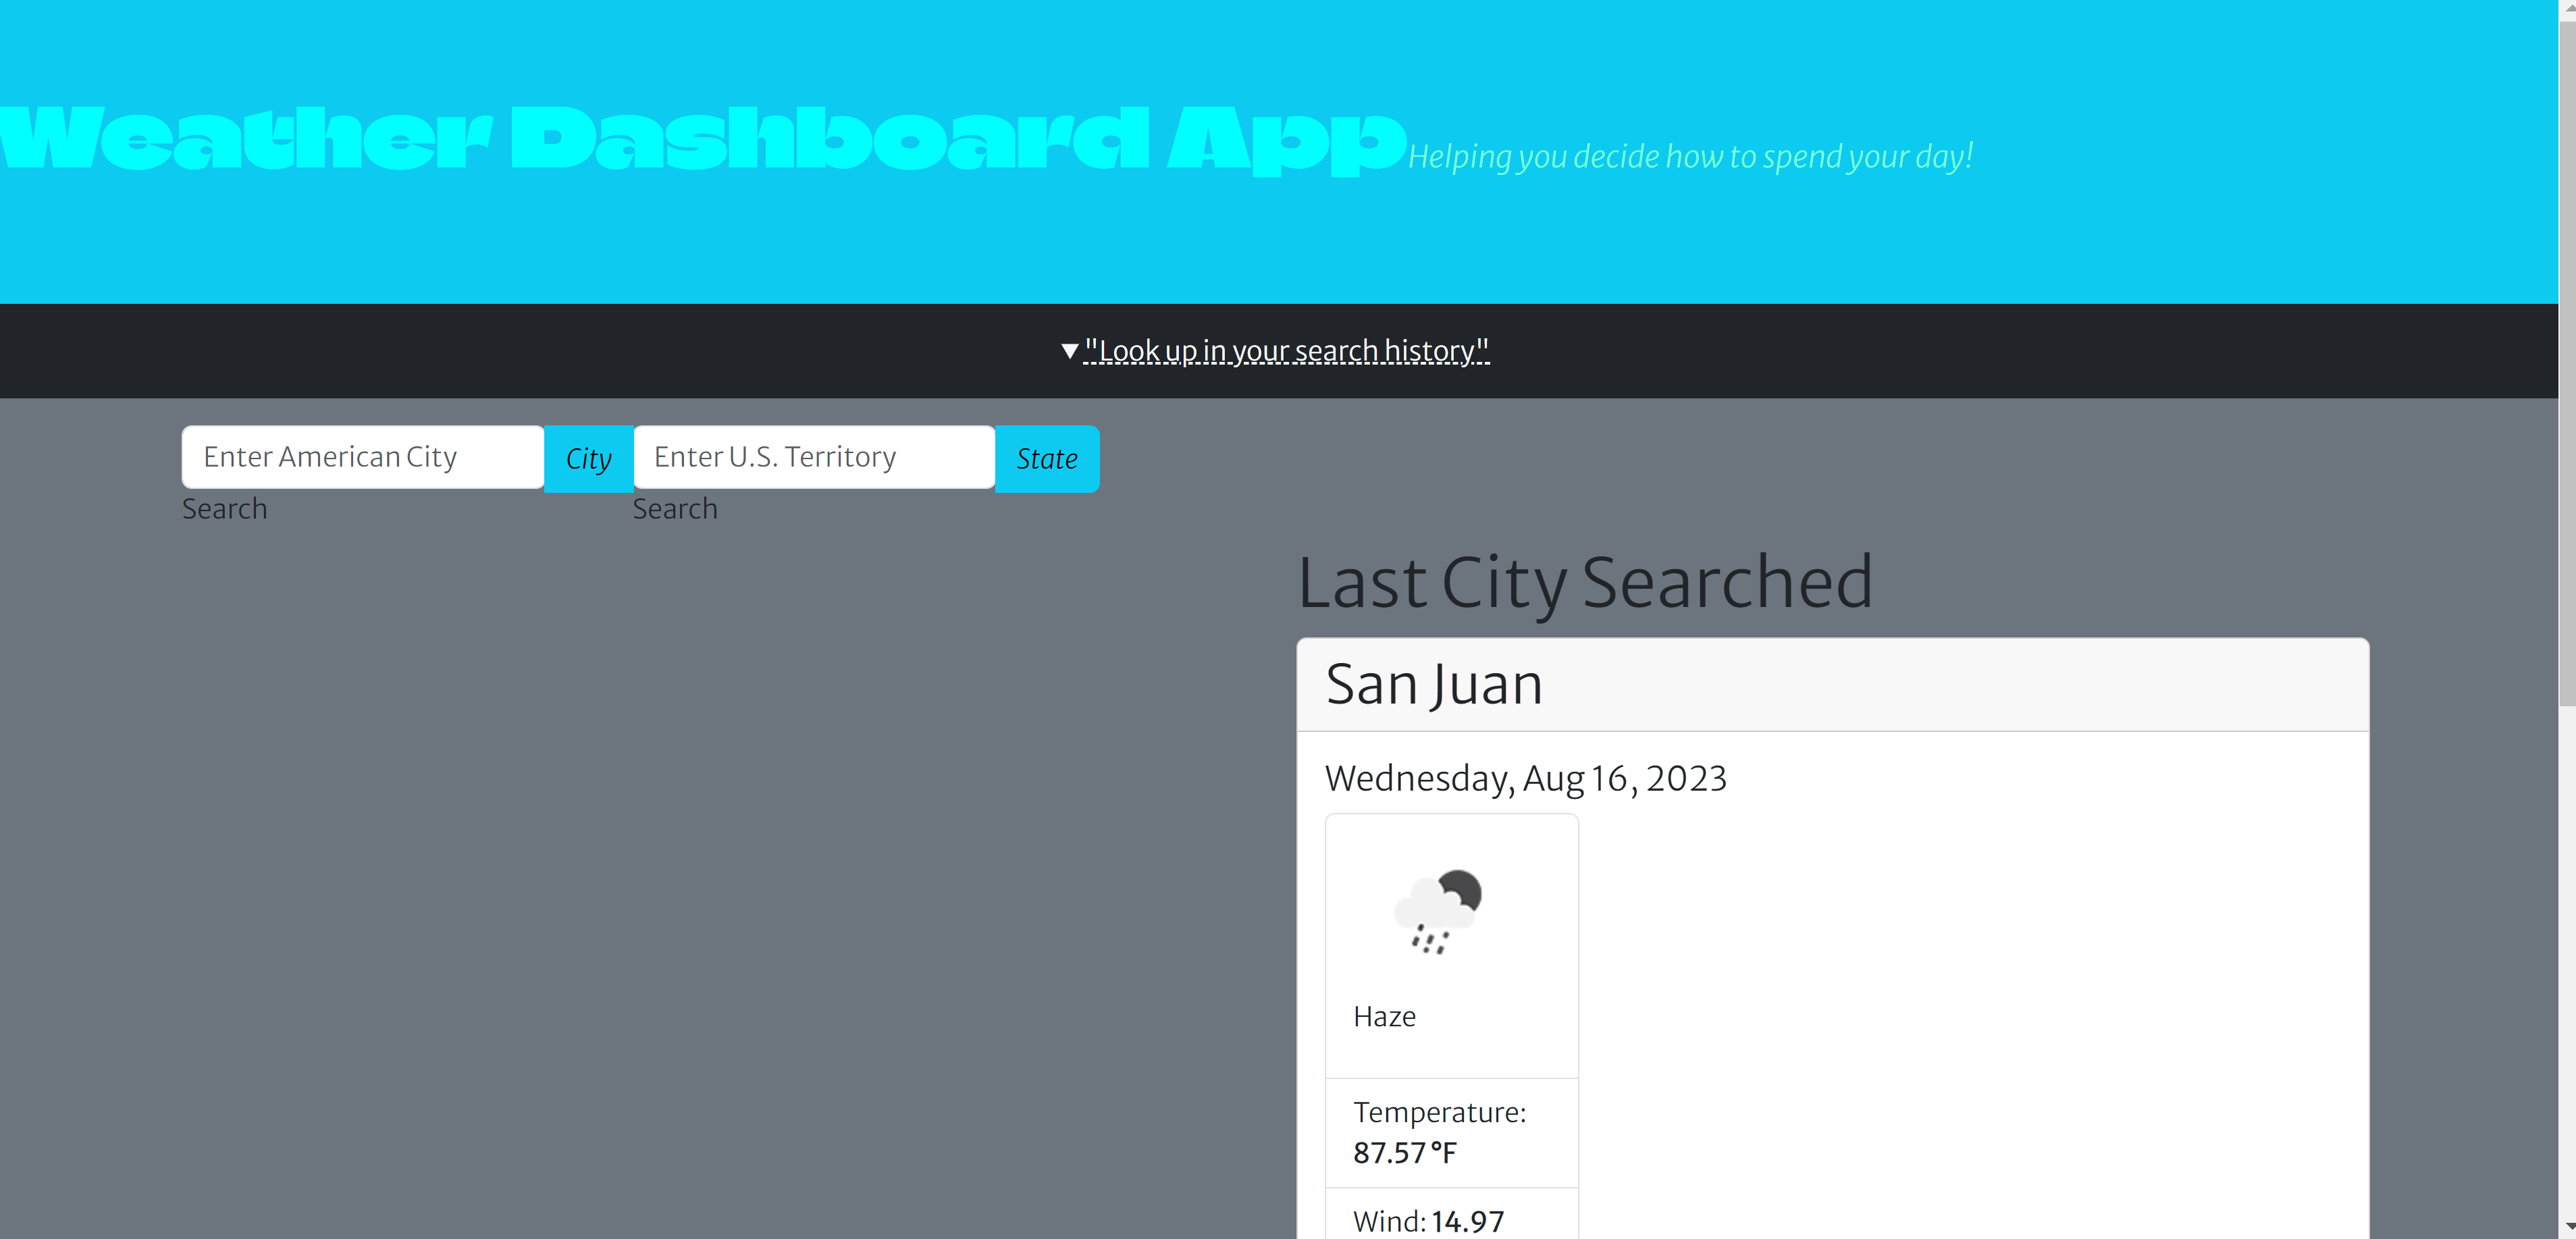 Weather Dashboard App Helping you decide how to spend your day!
"Look up in your search history"
Enter American City City Enter U.S. Territory State
Search Search
Last City Searched
San Juan
Wednesday, Aug 16, 2023
Haze
Temperature:
87.57 °F
Wind: 14.97